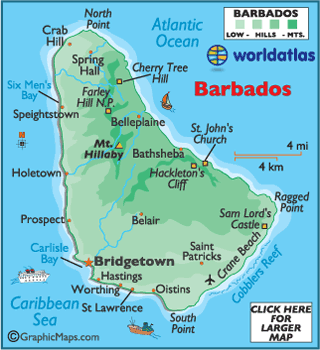 North
Point
Atlantic
Ocean
BARBADOS
LOW - HILLS - MTS.
worldatlas
Barbados
Crab
Hill
Spring
Hall
Cherry Tree
Hill
Six Men's
Bay
Farley
Hill N.P.
Speightstown
Belleplaine
St. John's
Church
Mt.
Hillaby
Bathsheba
4 mi
4 km
Hackleton's
Cliff
Holetown
Ragged
Point
Sam Lord's
Castle
Prospect
Belair
Carlisle
Bay
Saint
Patricks
Crane Beach
Cobblers Reef
Bridgetown
Hastings
Worthing
Oistins
St Lawrence
Caribbean
Sea
South
Point
CLICK HERE
FOR
LARGER
MAP
©GraphicMaps.com